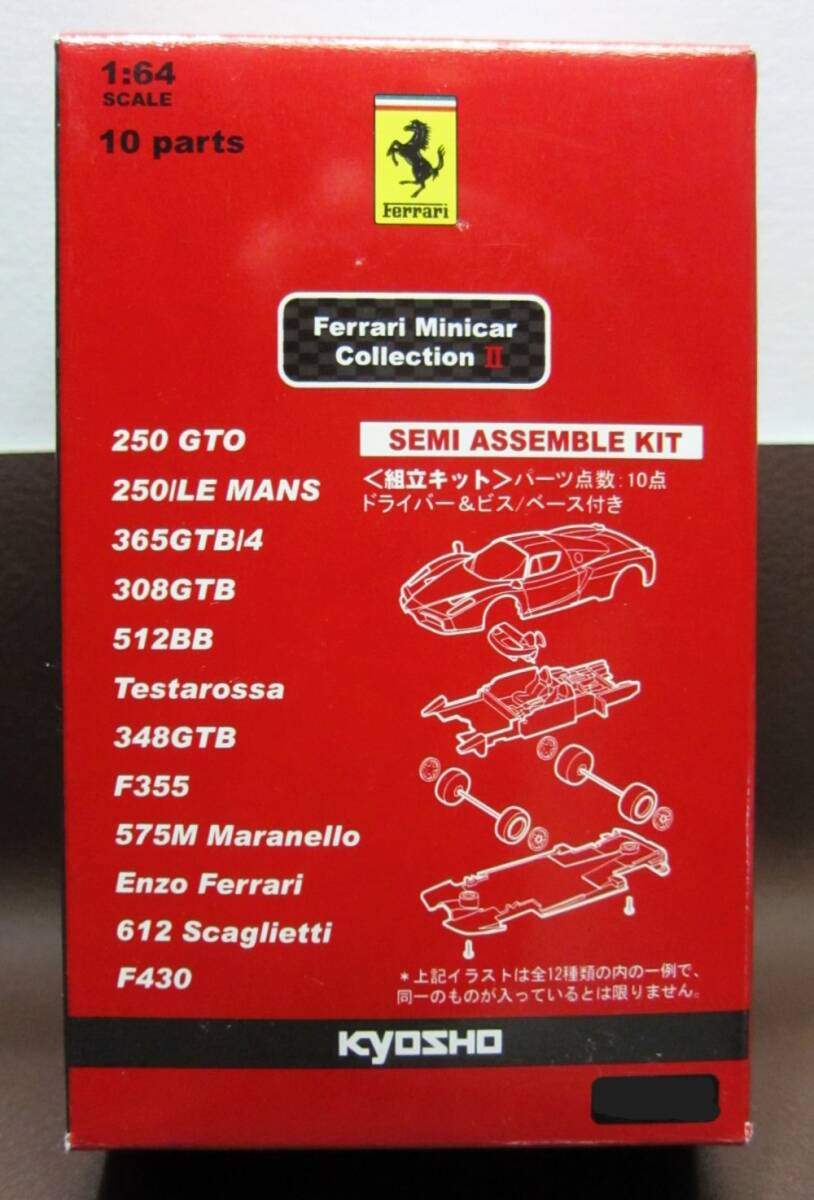 1:64
SCALE
10 parts
Ferrari
Ferrari Minicar
Collection II
250 GTO
250/LE MANS
365GTB/4
308GTB
512BB
Testarossa
348GTB
F355
575M Maranello
Enzo Ferrari
612 Scaglietti
F430
SEMI ASSEMBLE KIT
<組立キット>パーツ点数:10点
ドライバー&ビス/ベース付き
*上記イラストは全12種類の内の一例で、
同一のものが入っているとは限りません。
KYOSHO